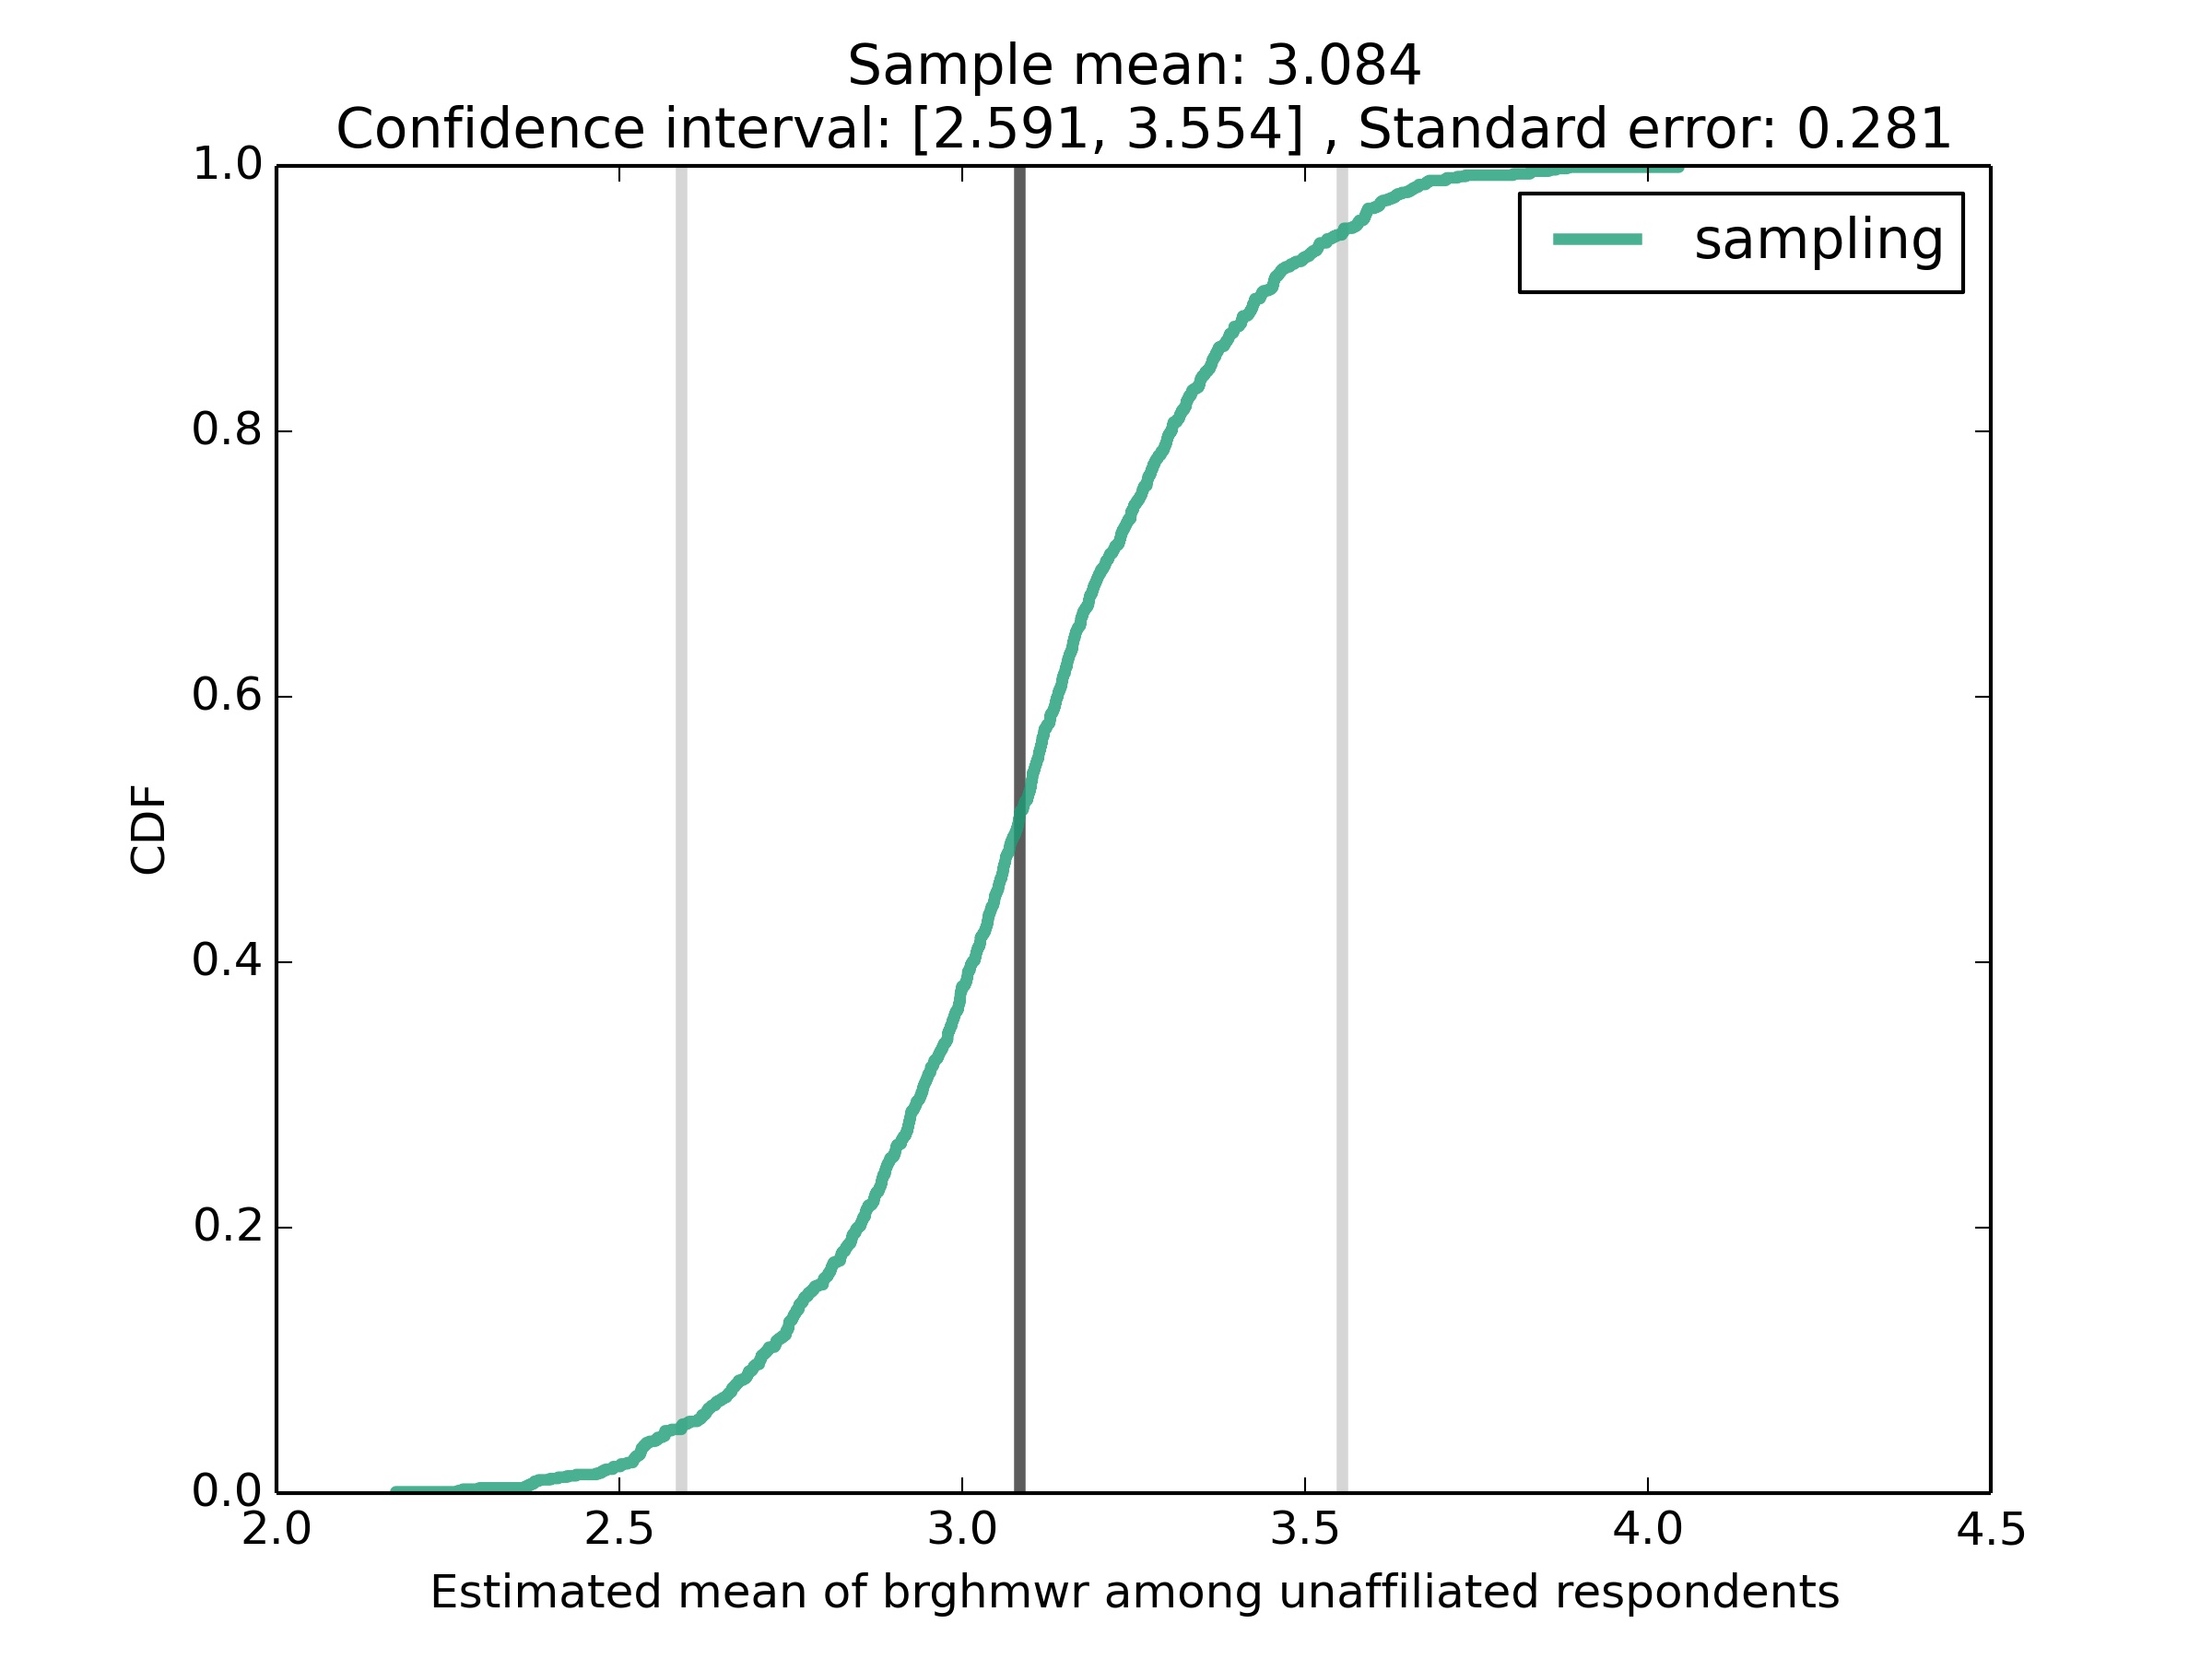 Sample mean: 3.084
Confidence interval: [2.591, 3.554] , Standard error: 0.281
1.0
sampling
0.8
0.6
CDF
0.4
0.2
0.0
2.0 2.5 3.0 3.5 4.0 4.5
Estimated mean of brghmwr among unaffiliated respondents